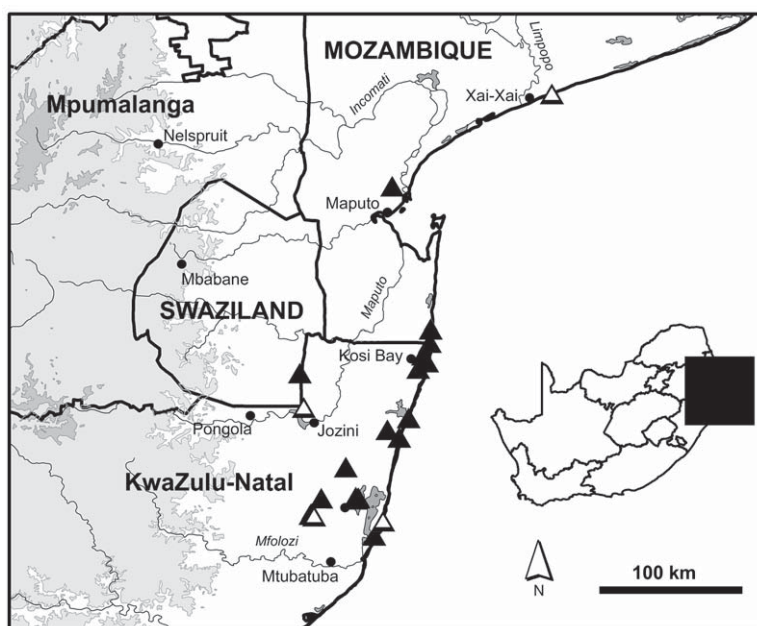 MOZAMBIQUE
Limpopo
Xai-Xai
Incomati
Mpumalanga
Nelspruit
Maputo
Mbabane
Maputo
SWAZILAND
Kosi Bay
Pongola
Jozini
KwaZulu-Natal
Mfolozi
Mtubatuba
N
100 km